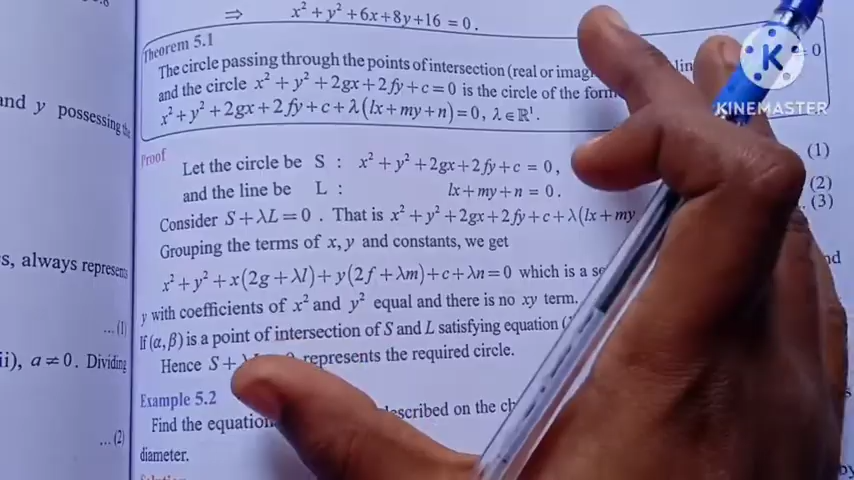 ⇒ x² + y² + 6x + 8y + 16 = 0.
Theorem 5.1
The circle passing through the points of intersection (real or imag
and the circle x² + y² + 2gx + 2fy + c = 0 is the circle of the form
x² + y² + 2gx + 2fy + c + λ(lx + my + n) = 0, λ ∈ ℝ¹.
Proof
Let the circle be S : x² + y² + 2gx + 2fy + c = 0, (1)
and the line be L : lx + my + n = 0. (2)
Consider S + λL = 0 . That is x² + y² + 2gx + 2fy + c + λ(lx + my ... (3)
Grouping the terms of x, y and constants, we get
x² + y² + x(2g + λl) + y(2f + λm) + c + λn = 0 which is a se
y with coefficients of x² and y² equal and there is no xy term.
If (α, β) is a point of intersection of S and L satisfying equation
Hence S + represents the required circle.
Example 5.2
Find the equation described on the ch
diameter.
Solution
and y possessing the
s, always represents
...(1)
ii), a ≠ 0. Dividing
...(2)
K
KINEMASTER
= 0